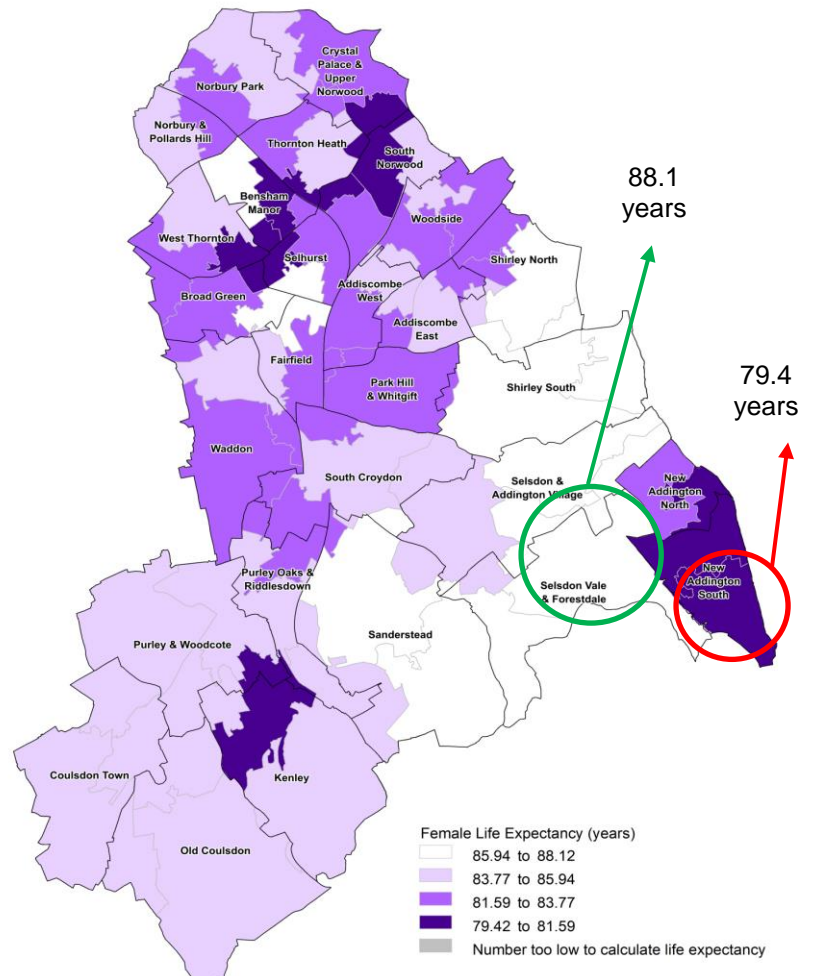 Crystal
Palace &
Upper
Norwood
Norbury Park
Norbury &
Pollards Hill
Thornton Heath
South
Norwood
88.1
years
Bensham
Manor
Woodside
West Thornton
Selhurst
Shirley North
Broad Green
Addiscombe
West
Addiscombe
East
Fairfield
79.4
years
Park Hill
& Whitgift
Shirley South
Waddon
South Croydon
Selsdon &
Addington Village
New
Addington
North
Purley Oaks &
Riddlesdown
Selsdon Vale
& Forestdale
New
Addington
South
Sanderstead
Purley & Woodcote
Coulsdon Town
Kenley
Old Coulsdon
Female Life Expectancy (years)
85.94 to 88.12
83.77 to 85.94
81.59 to 83.77
79.42 to 81.59
Number too low to calculate life expectancy